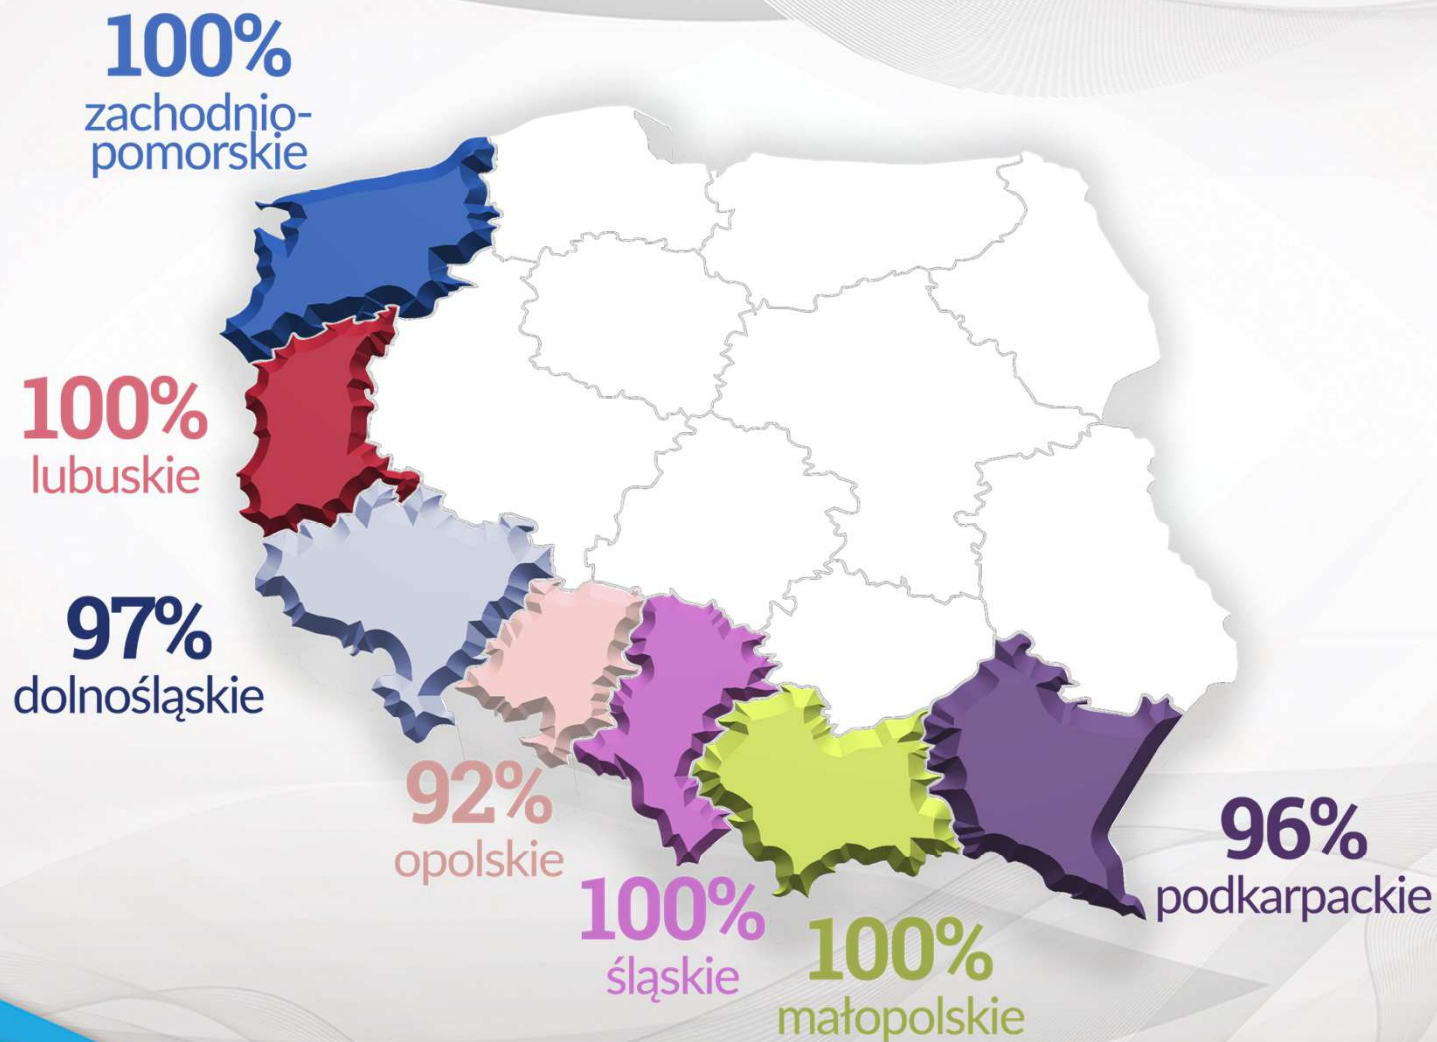 100%
zachodnio-
pomorskie
100%
lubuskie
97%
dolnośląskie
92%
opolskie
100%
śląskie
100%
małopolskie
96%
podkarpackie